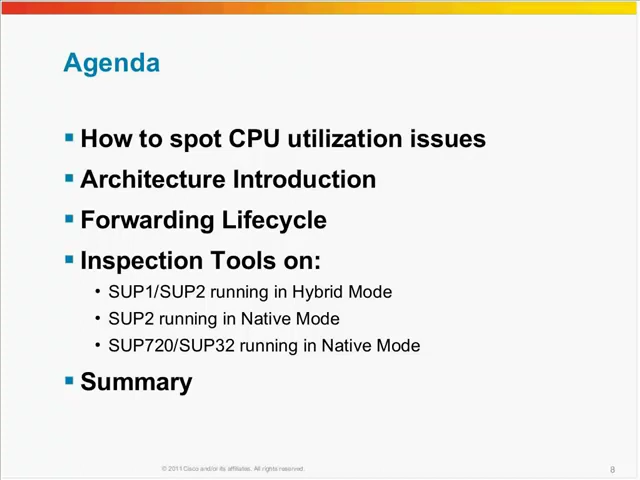 Agenda
▪ How to spot CPU utilization issues
▪ Architecture Introduction
▪ Forwarding Lifecycle
▪ Inspection Tools on:
• SUP1/SUP2 running in Hybrid Mode
• SUP2 running in Native Mode
• SUP720/SUP32 running in Native Mode
▪ Summary
© 2011 Cisco and/or its affiliates. All rights reserved.
8